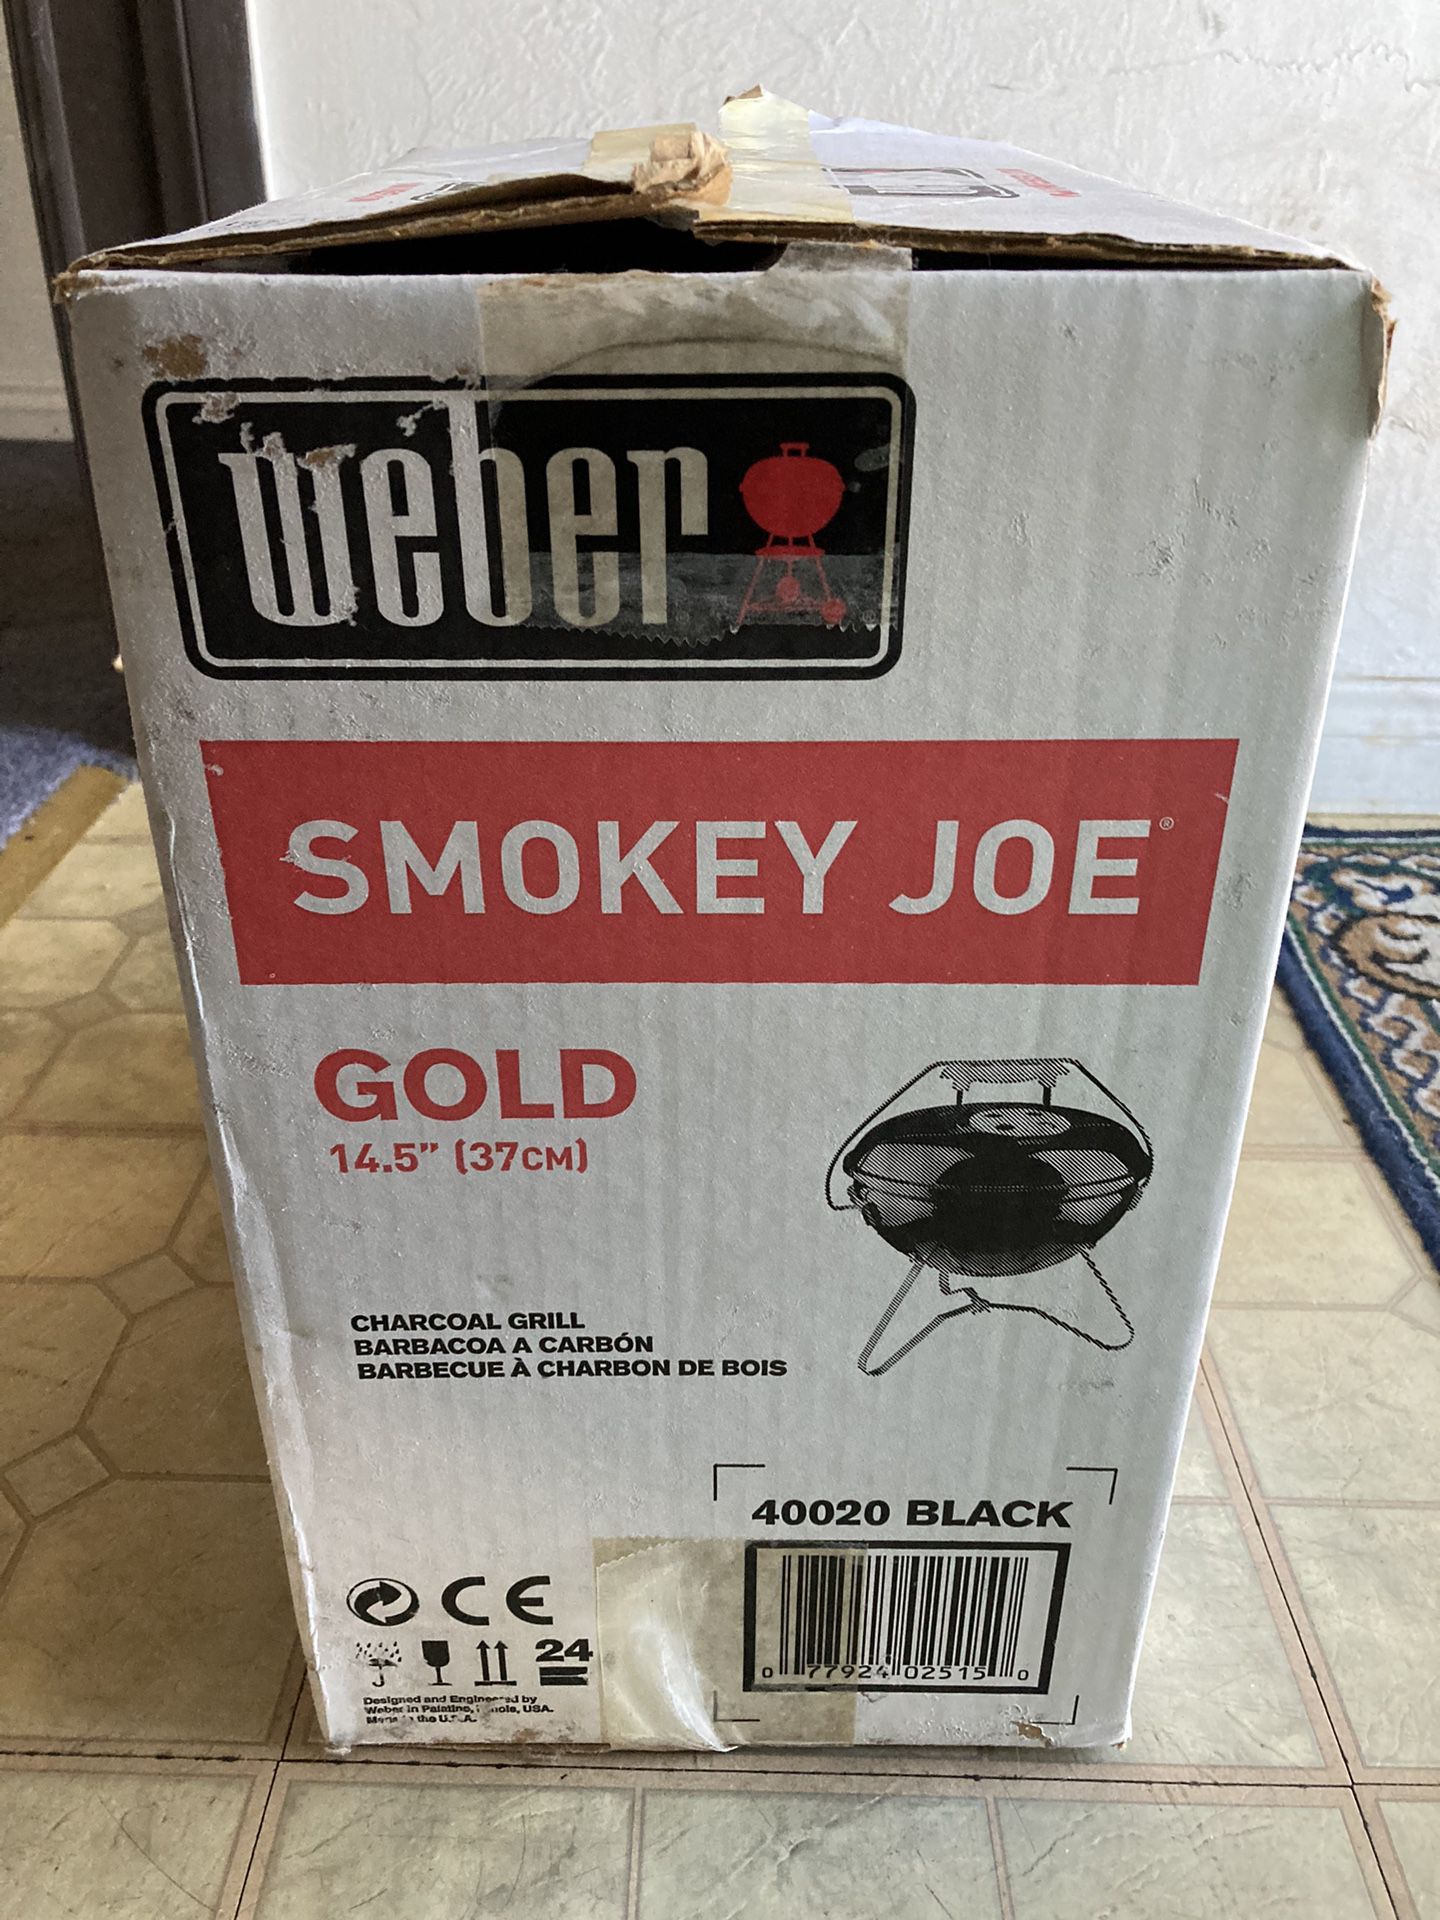 weber
SMOKEY JOE®
GOLD
14.5” (37CM)
CHARCOAL GRILL
BARBACOA A CARBÓN
BARBECUE À CHARBON DE BOIS
40020 BLACK
CE
24
0 77924 02515 0
Designed and Engineered by
Weber in Palatine, USA.
the U.S.A.